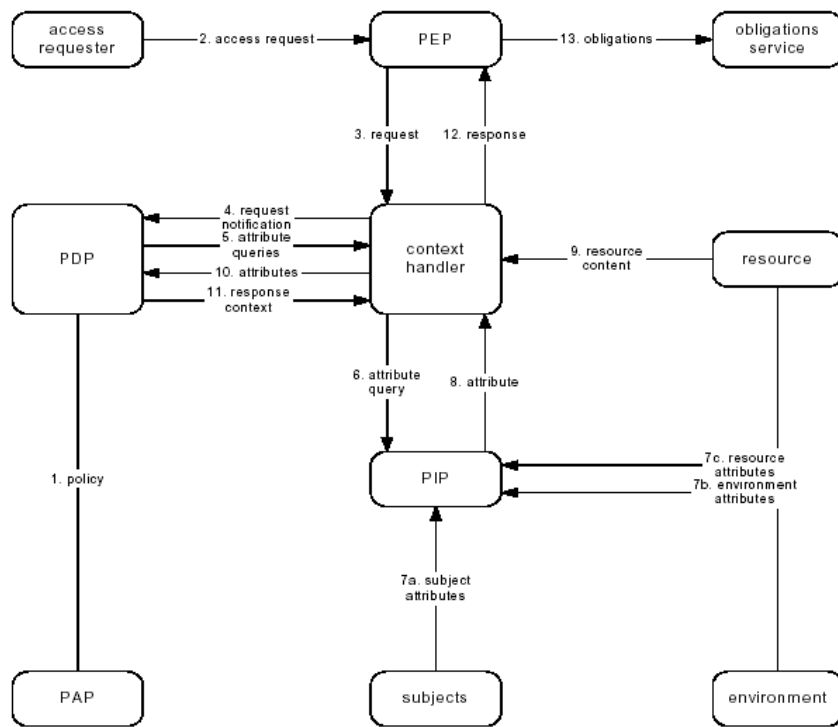 access
requester
2. access request
PEP
13. obligations
obligations
service
3. request
12. response
PDP
4. request
notification
5. attribute
queries
10. attributes
11. response
context
context
handler
9. resource
content
resource
6. attribute
query
8. attribute
1. policy
PIP
7c. resource
attributes
7b. environment
attributes
7a. subject
attributes
PAP
subjects
environment